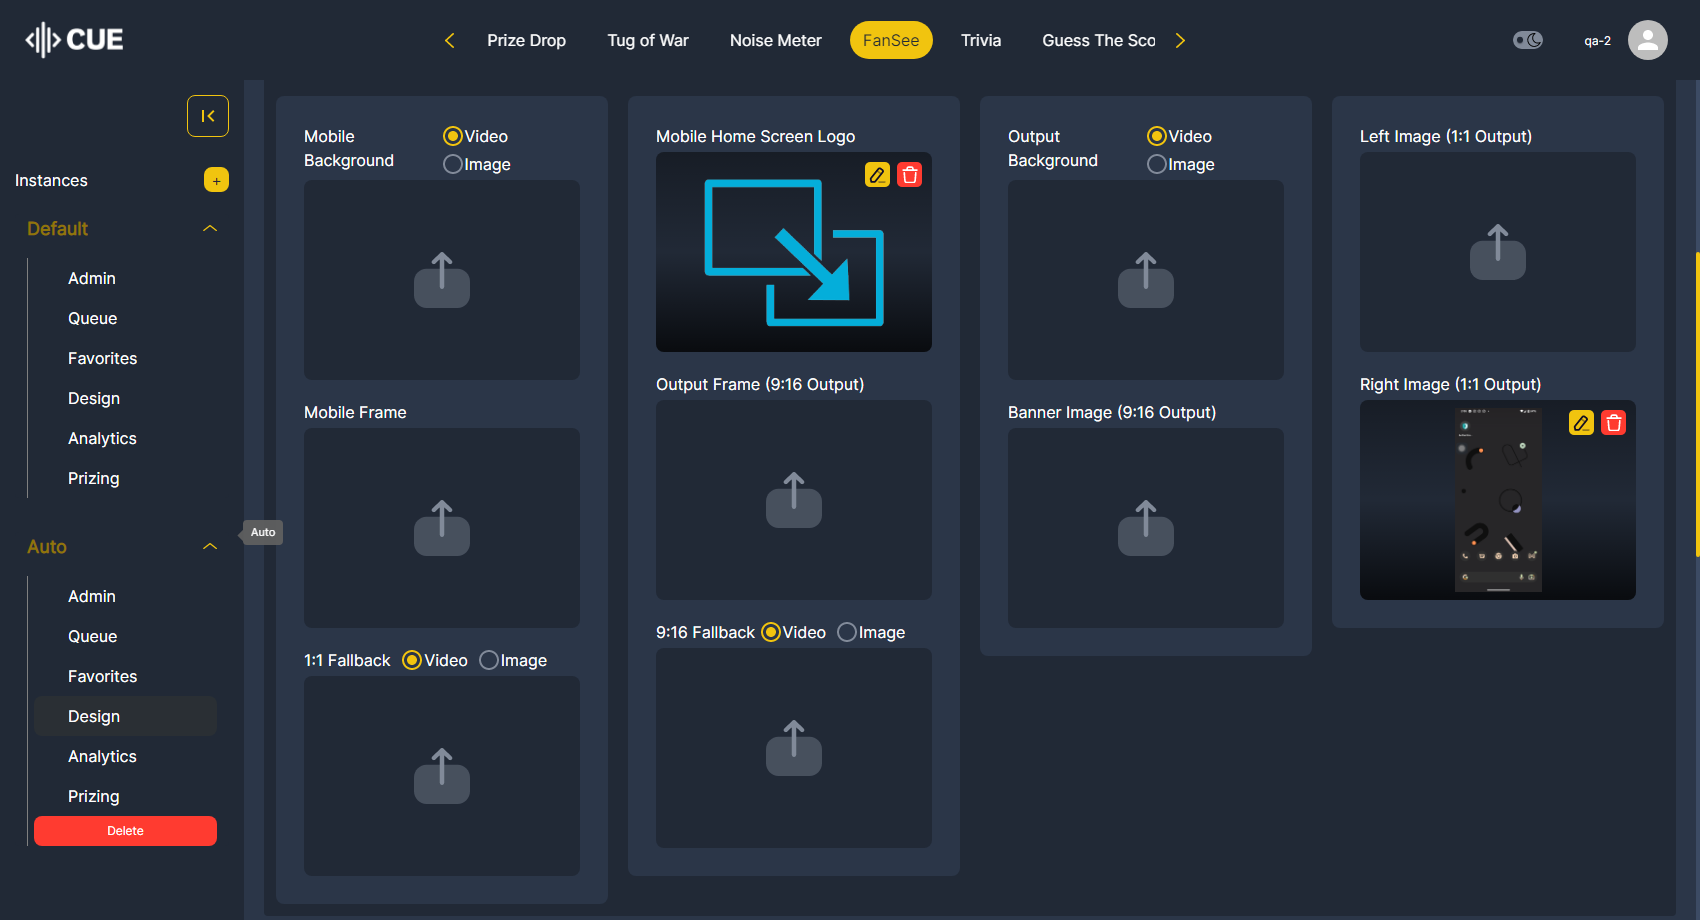 CUE
Prize Drop
Tug of War
Noise Meter
FanSee
Trivia
Guess The Sco
qa-2
Instances
+
Default
Admin
Queue
Favorites
Design
Analytics
Prizing
Auto
Auto
Admin
Queue
Favorites
Design
Analytics
Prizing
Delete
Mobile
Background
Video
Image
Mobile Frame
1:1 Fallback
Video
Image
Mobile Home Screen Logo
Output Frame (9:16 Output)
9:16 Fallback
Video
Image
Output
Background
Video
Image
Banner Image (9:16 Output)
Left Image (1:1 Output)
Right Image (1:1 Output)